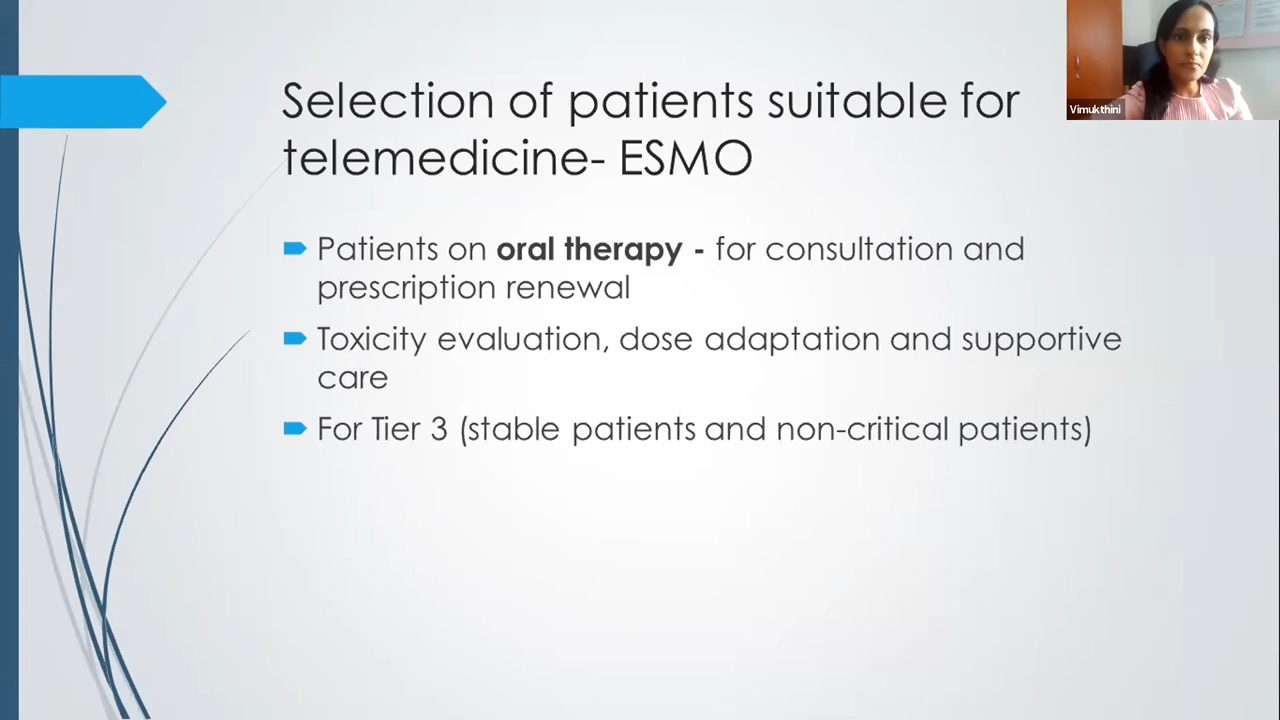 Selection of patients suitable for
telemedicine- ESMO
Vimukthini
Patients on oral therapy - for consultation and
prescription renewal
Toxicity evaluation, dose adaptation and supportive
care
For Tier 3 (stable patients and non-critical patients)